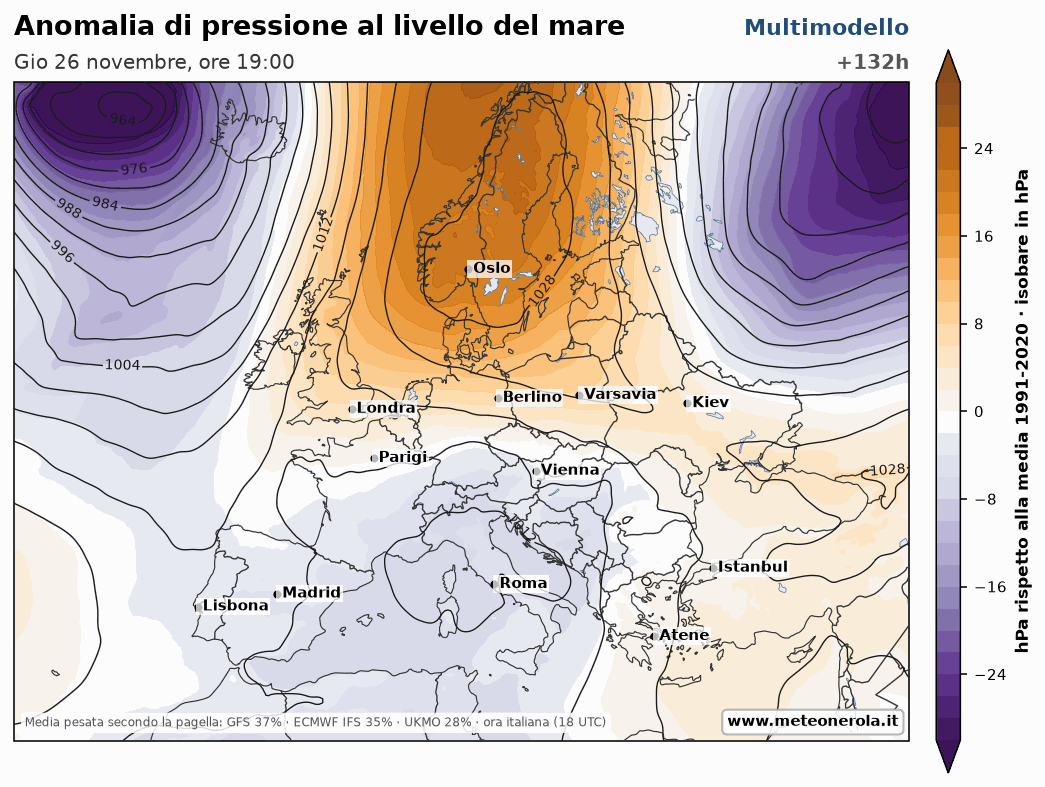 Anomalia di pressione al livello del mare
Multimodello
Gio 26 novembre, ore 19:00
+132h
964
976
984
988
996
1012
1004
1028
1028
Oslo
Londra
Berlino
Varsavia
Kiev
Parigi
Vienna
Istanbul
Roma
Madrid
Lisbona
Atene
24
16
8
0
−8
−16
−24
hPa rispetto alla media 1991-2020 · isobare in hPa
Media pesata secondo la pagella: GFS 37% · ECMWF IFS 35% · UKMO 28% · ora italiana (18 UTC)
www.meteonerola.it